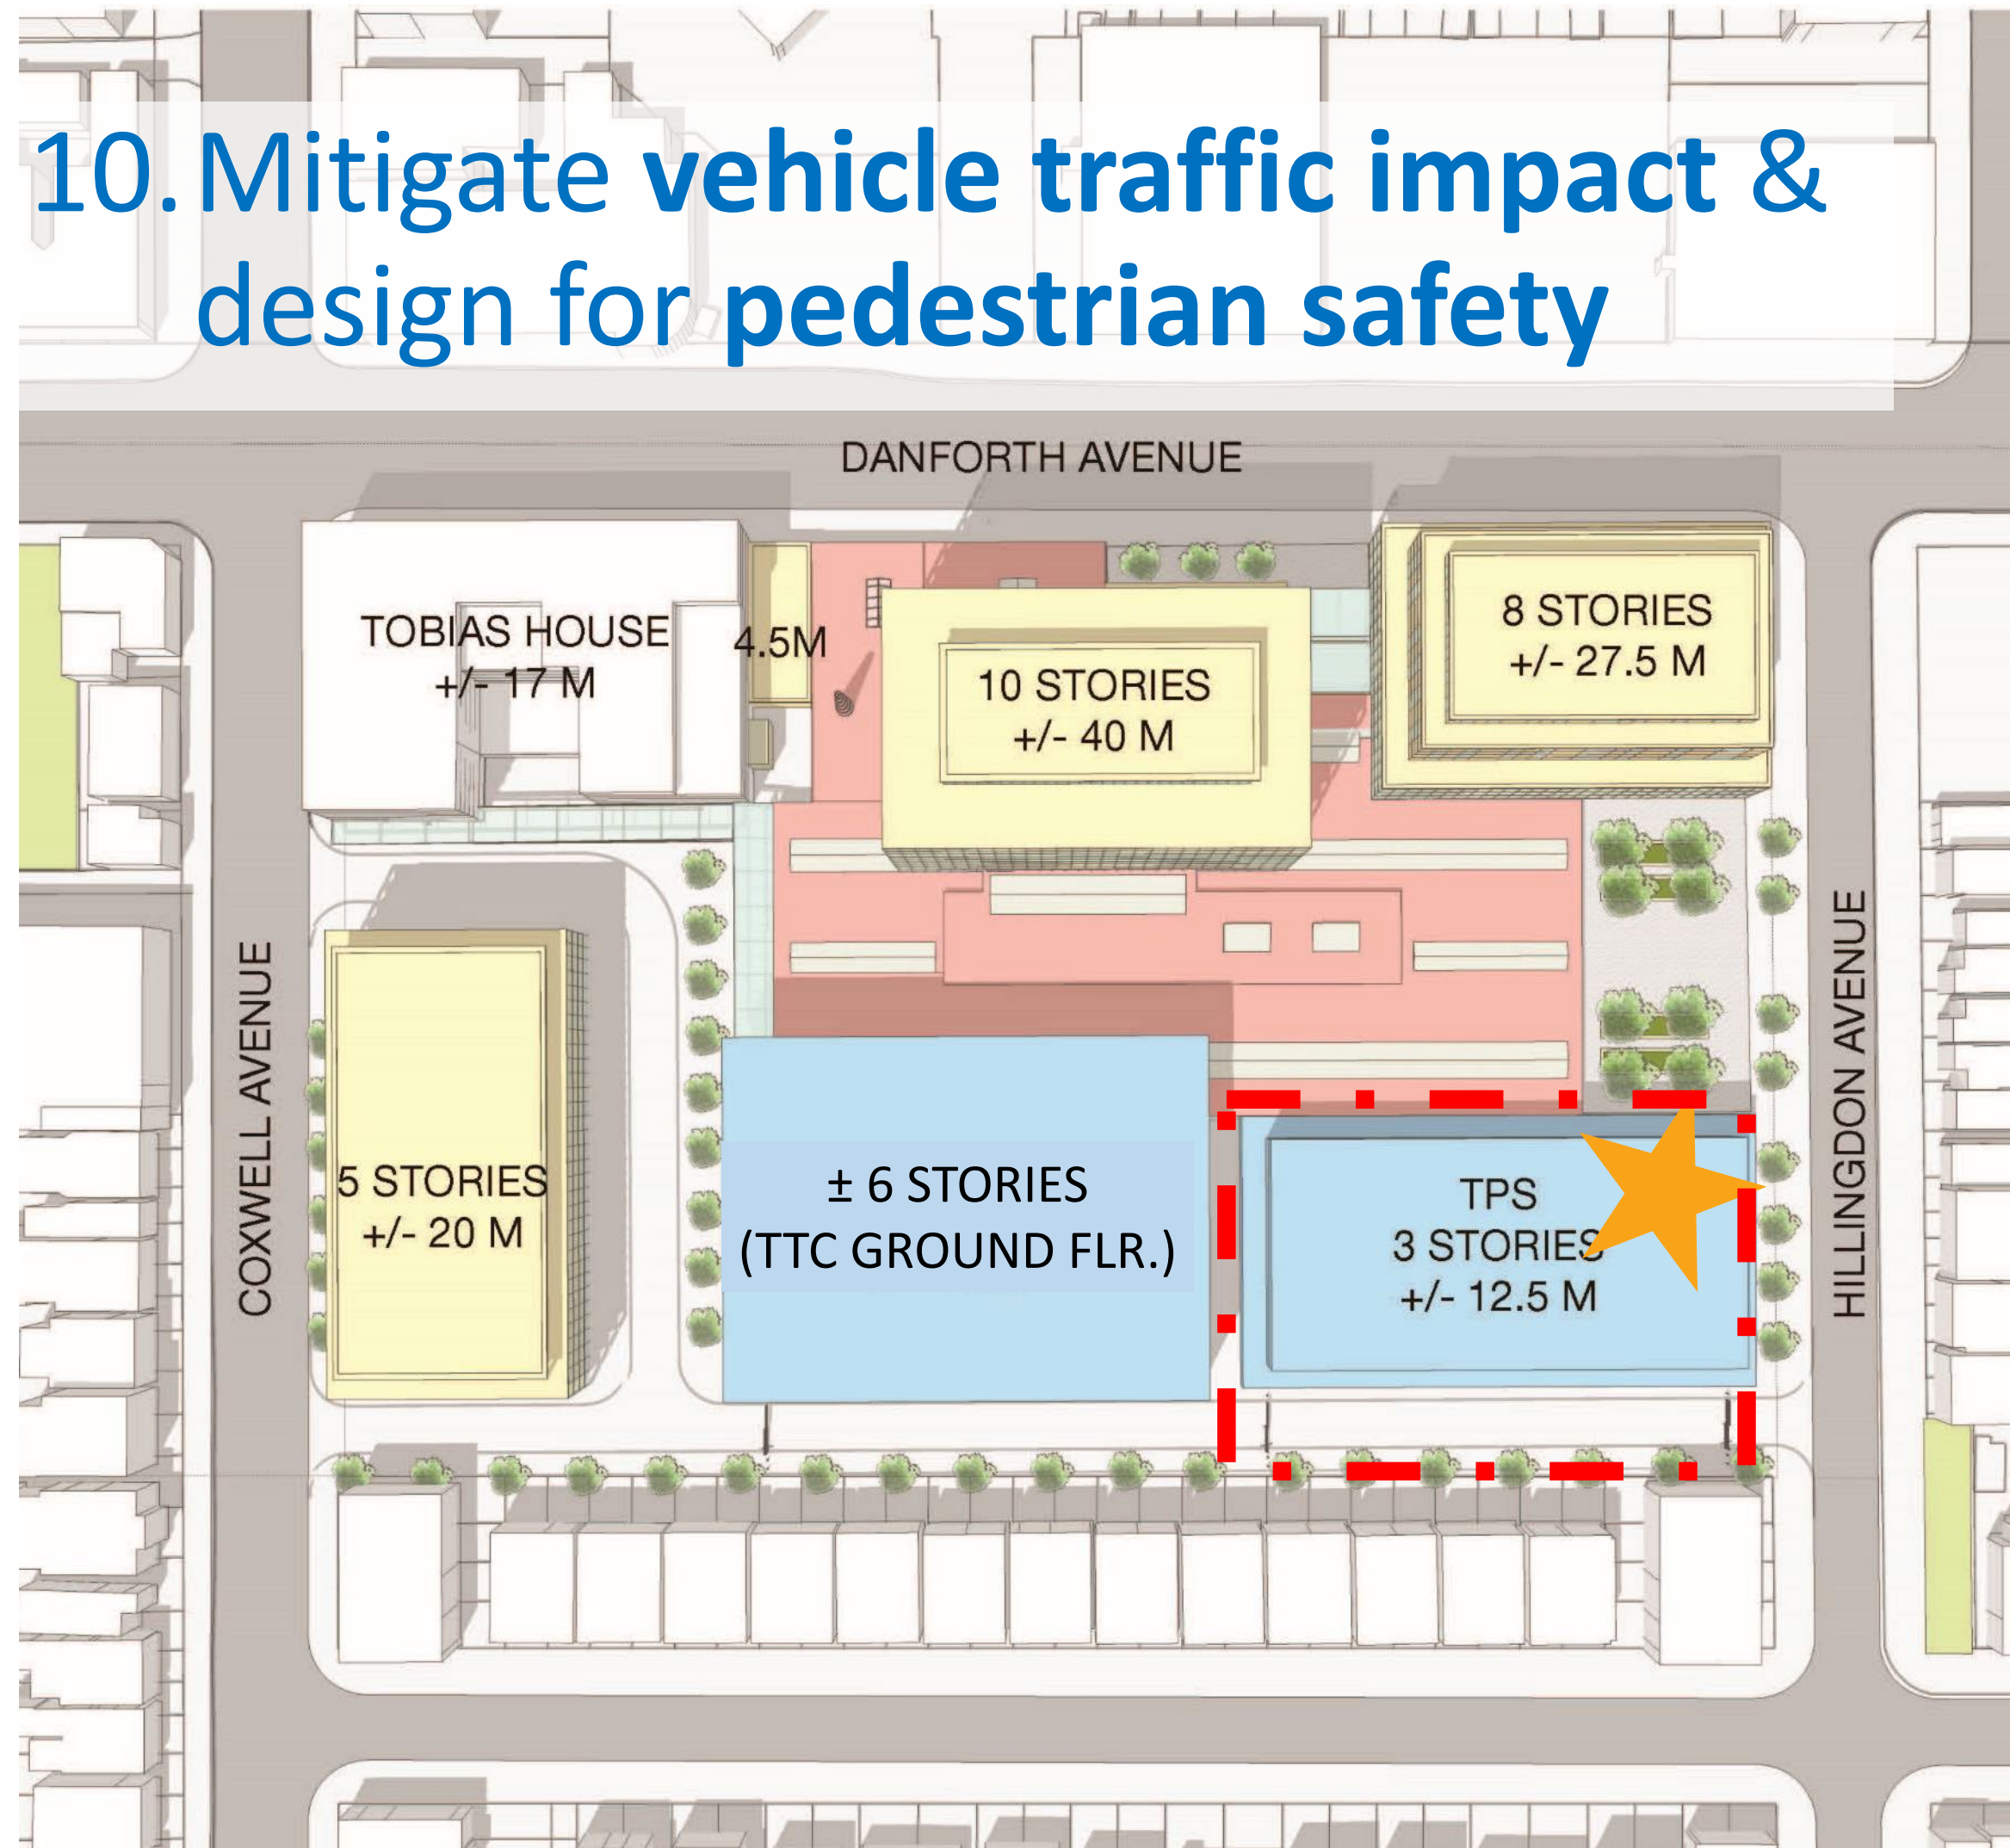 10. Mitigate vehicle traffic impact &
design for pedestrian safety
DANFORTH AVENUE
TOBIAS HOUSE
+/- 17 M
4.5M
10 STORIES
+/- 40 M
8 STORIES
+/- 27.5 M
COXWELL AVENUE
5 STORIES
+/- 20 M
± 6 STORIES
(TTC GROUND FLR.)
TPS
3 STORIES
+/- 12.5 M
HILLINGDON AVENUE